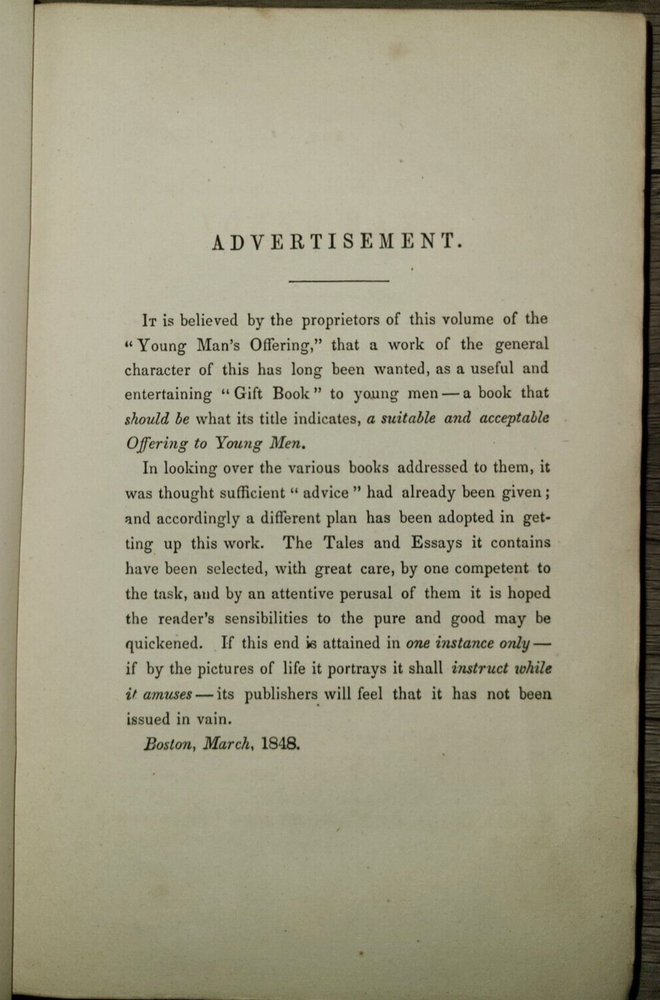 ADVERTISEMENT.
It is believed by the proprietors of this volume of the
“Young Man's Offering,” that a work of the general
character of this has long been wanted, as a useful and
entertaining “Gift Book” to young men — a book that
should be what its title indicates, a suitable and acceptable
Offering to Young Men.
In looking over the various books addressed to them, it
was thought sufficient “advice” had already been given;
and accordingly a different plan has been adopted in get-
ting up this work. The Tales and Essays it contains
have been selected, with great care, by one competent to
the task, and by an attentive perusal of them it is hoped
the reader's sensibilities to the pure and good may be
quickened. If this end is attained in one instance only —
if by the pictures of life it portrays it shall instruct while
it amuses — its publishers will feel that it has not been
issued in vain.
Boston, March, 1848.